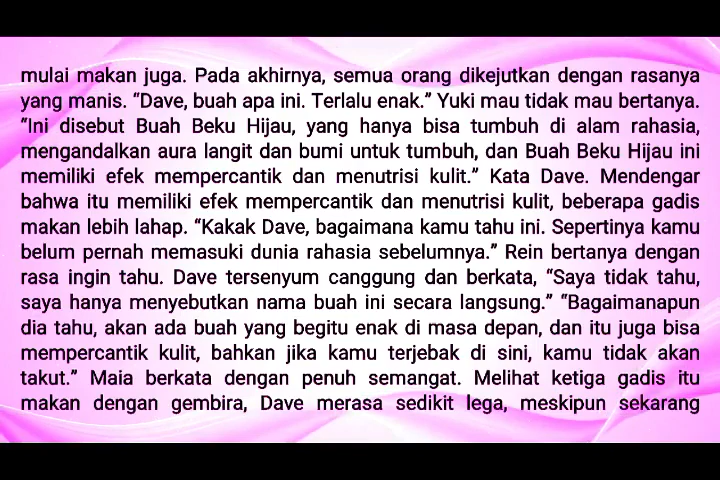 mulai makan juga. Pada akhirnya, semua orang dikejutkan dengan rasanya
yang manis. “Dave, buah apa ini. Terlalu enak.” Yuki mau tidak mau bertanya.
“Ini disebut Buah Beku Hijau, yang hanya bisa tumbuh di alam rahasia,
mengandalkan aura langit dan bumi untuk tumbuh, dan Buah Beku Hijau ini
memiliki efek mempercantik dan menutrisi kulit.” Kata Dave. Mendengar
bahwa itu memiliki efek mempercantik dan menutrisi kulit, beberapa gadis
makan lebih lahap. “Kakak Dave, bagaimana kamu tahu ini. Sepertinya kamu
belum pernah memasuki dunia rahasia sebelumnya.” Rein bertanya dengan
rasa ingin tahu. Dave tersenyum canggung dan berkata, “Saya tidak tahu,
saya hanya menyebutkan nama buah ini secara langsung.” “Bagaimanapun
dia tahu, akan ada buah yang begitu enak di masa depan, dan itu juga bisa
mempercantik kulit, bahkan jika kamu terjebak di sini, kamu tidak akan
takut.” Maia berkata dengan penuh semangat. Melihat ketiga gadis itu
makan dengan gembira, Dave merasa sedikit lega, meskipun sekarang